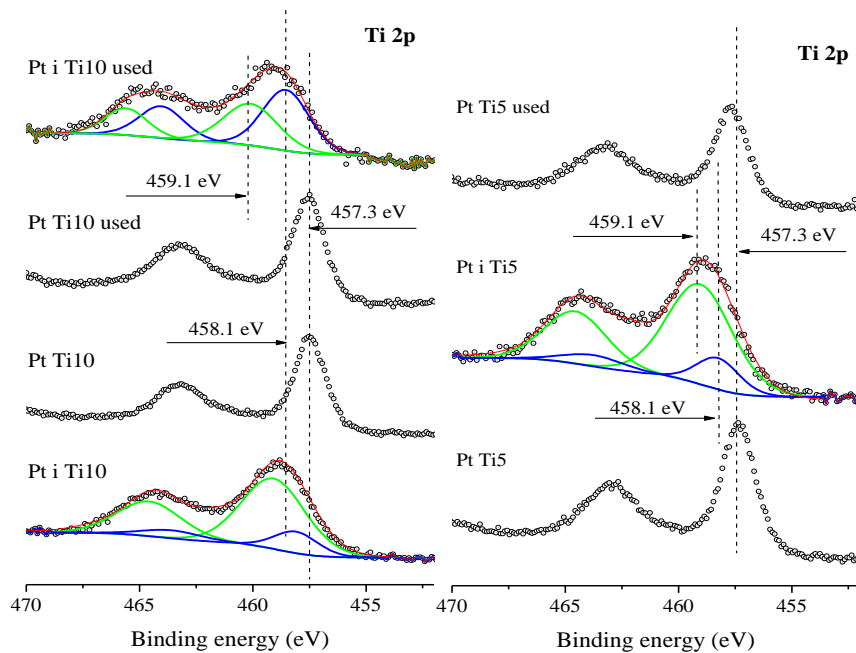 Ti 2p
Pt i Ti10 used
459.1 eV
Pt Ti10 used
457.3 eV
458.1 eV
Pt Ti10
Pt i Ti10
470 465 460 455
Binding energy (eV)
Ti 2p
Pt Ti5 used
459.1 eV
457.3 eV
Pt i Ti5
458.1 eV
Pt Ti5
470 465 460 455
Binding energy (eV)